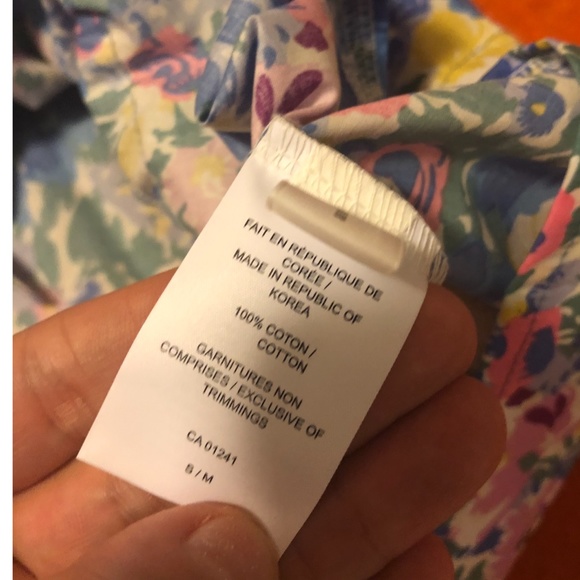 FAIT EN RÉPUBLIQUE DE
CORÉE /
MADE IN REPUBLIC OF
KOREA
100% COTON /
COTTON
GARNITURES NON
COMPRISES / EXCLUSIVE OF
TRIMMINGS
CA 01241
S / M